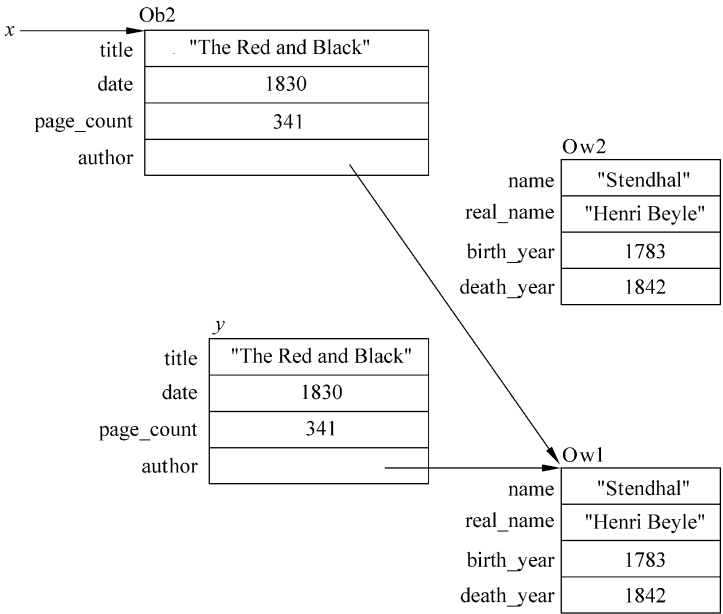 x
Ob2
title "The Red and Black"
date 1830
page_count 341
author
Ow2
name "Stendhal"
real_name "Henri Beyle"
birth_year 1783
death_year 1842
y
title "The Red and Black"
date 1830
page_count 341
author
Ow1
name "Stendhal"
real_name "Henri Beyle"
birth_year 1783
death_year 1842